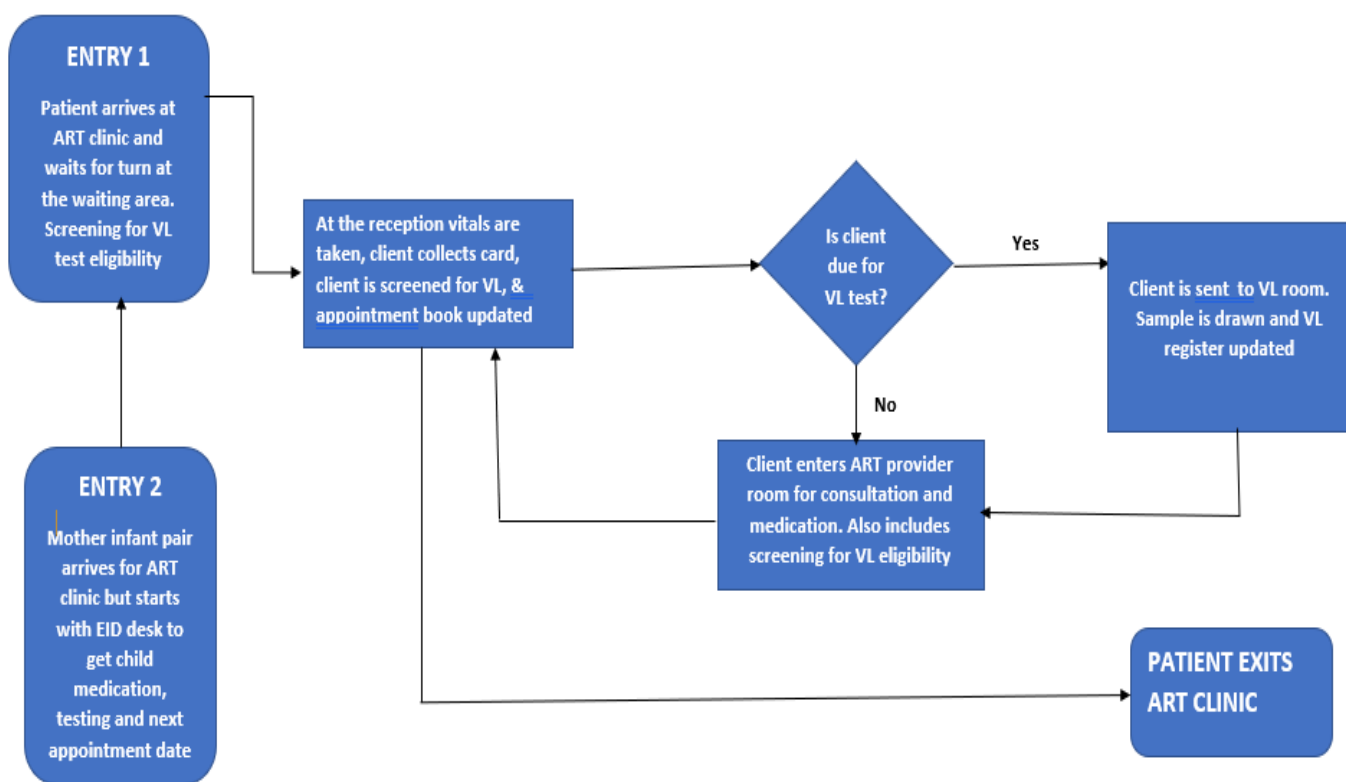 ENTRY 1
Patient arrives at
ART clinic and
waits for turn at
the waiting area.
Screening for VL
test eligibility
At the reception vitals are
taken, client collects card,
client is screened for VL, &
appointment book updated
Is client
due for
VL test?
Yes
Client is sent to VL room.
Sample is drawn and VL
register updated
No
Client enters ART provider
room for consultation and
medication. Also includes
screening for VL eligibility
ENTRY 2
Mother infant pair
arrives for ART
clinic but starts
with EID desk to
get child
medication,
testing and next
appointment date
PATIENT EXITS
ART CLINIC